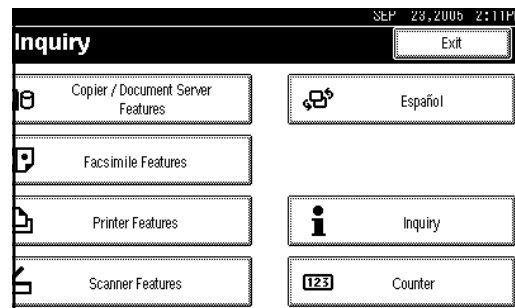 SEP 23,2005 2:11P
Inquiry
Exit
Copier / Document Server
Features
Español
Facsimile Features
Printer Features
Inquiry
Scanner Features
123
Counter